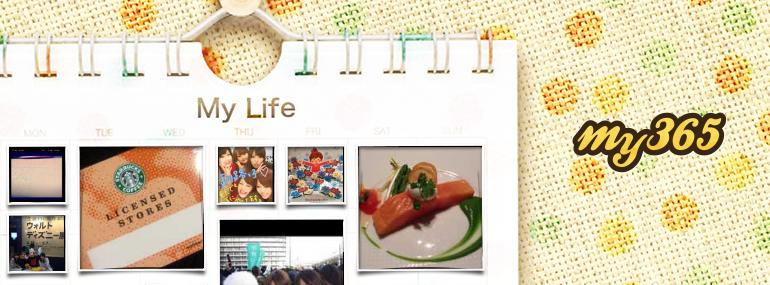 My Life
my365
MON TUE WED THU FRI SAT SUN
STARBUCKS COFFEE
LICENSED
STORES
ウォルト
ディズニー展